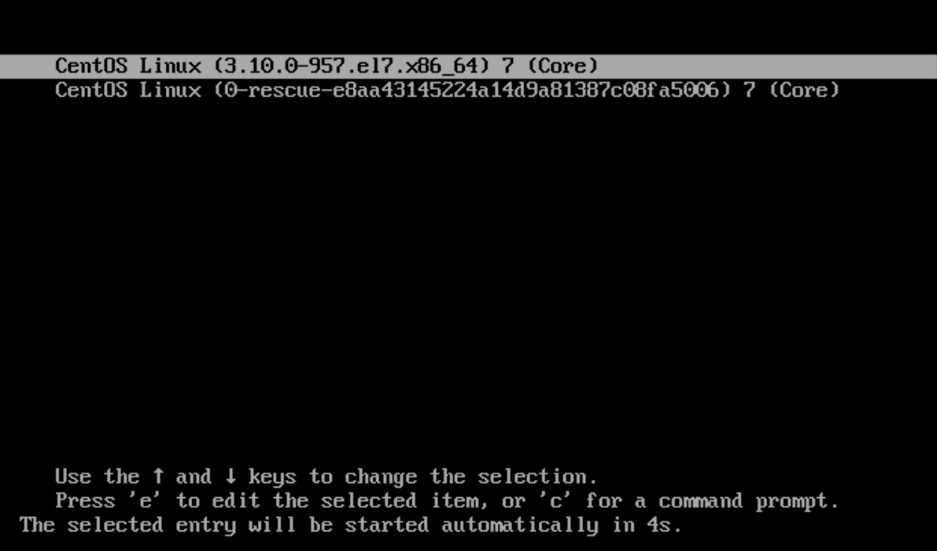 CentOS Linux (3.10.0-957.el7.x86_64) 7 (Core)
CentOS Linux (0-rescue-e8aa43145224a14d9a81387c08fa5006) 7 (Core)
Use the ↑ and ↓ keys to change the selection.
Press 'e' to edit the selected item, or 'c' for a command prompt.
The selected entry will be started automatically in 4s.